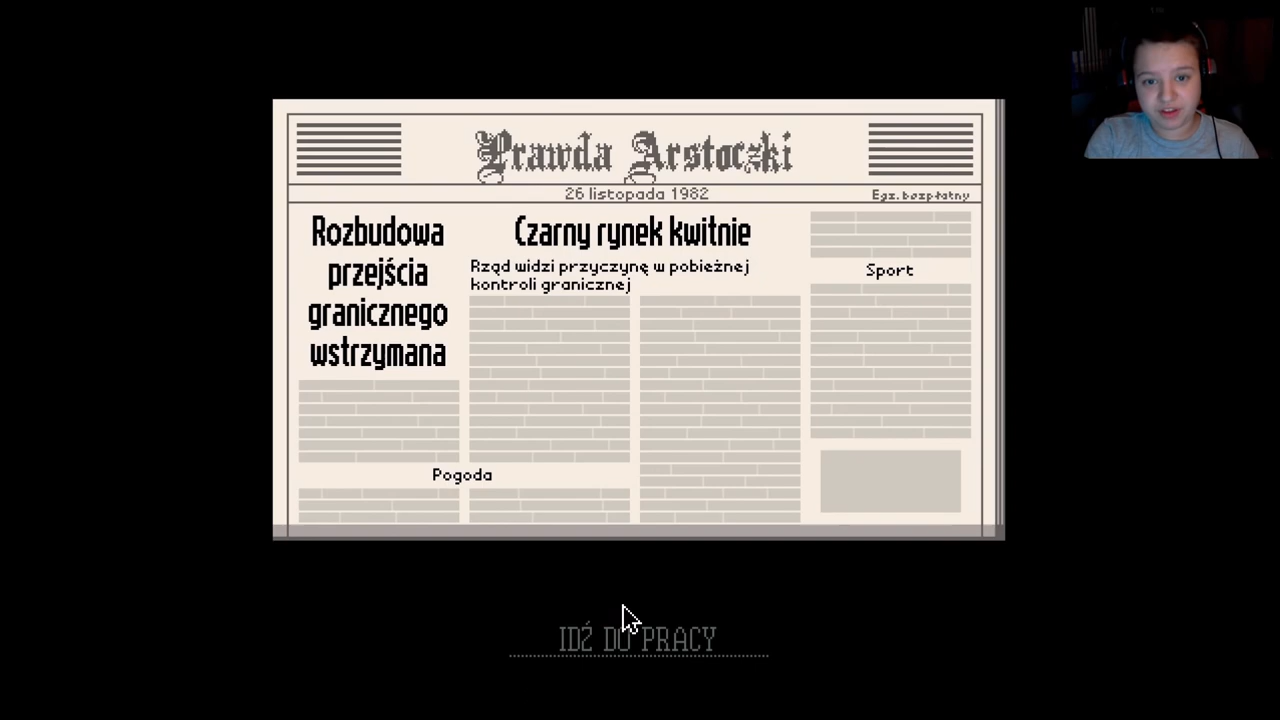 Prawda Arstoczki
26 listopada 1982
Egz. bezpłatny
Rozbudowa
przejścia
granicznego
wstrzymana
Czarny rynek kwitnie
Rząd widzi przyczynę w pobieżnej
kontroli granicznej
Sport
Pogoda
IDŹ DO PRACY